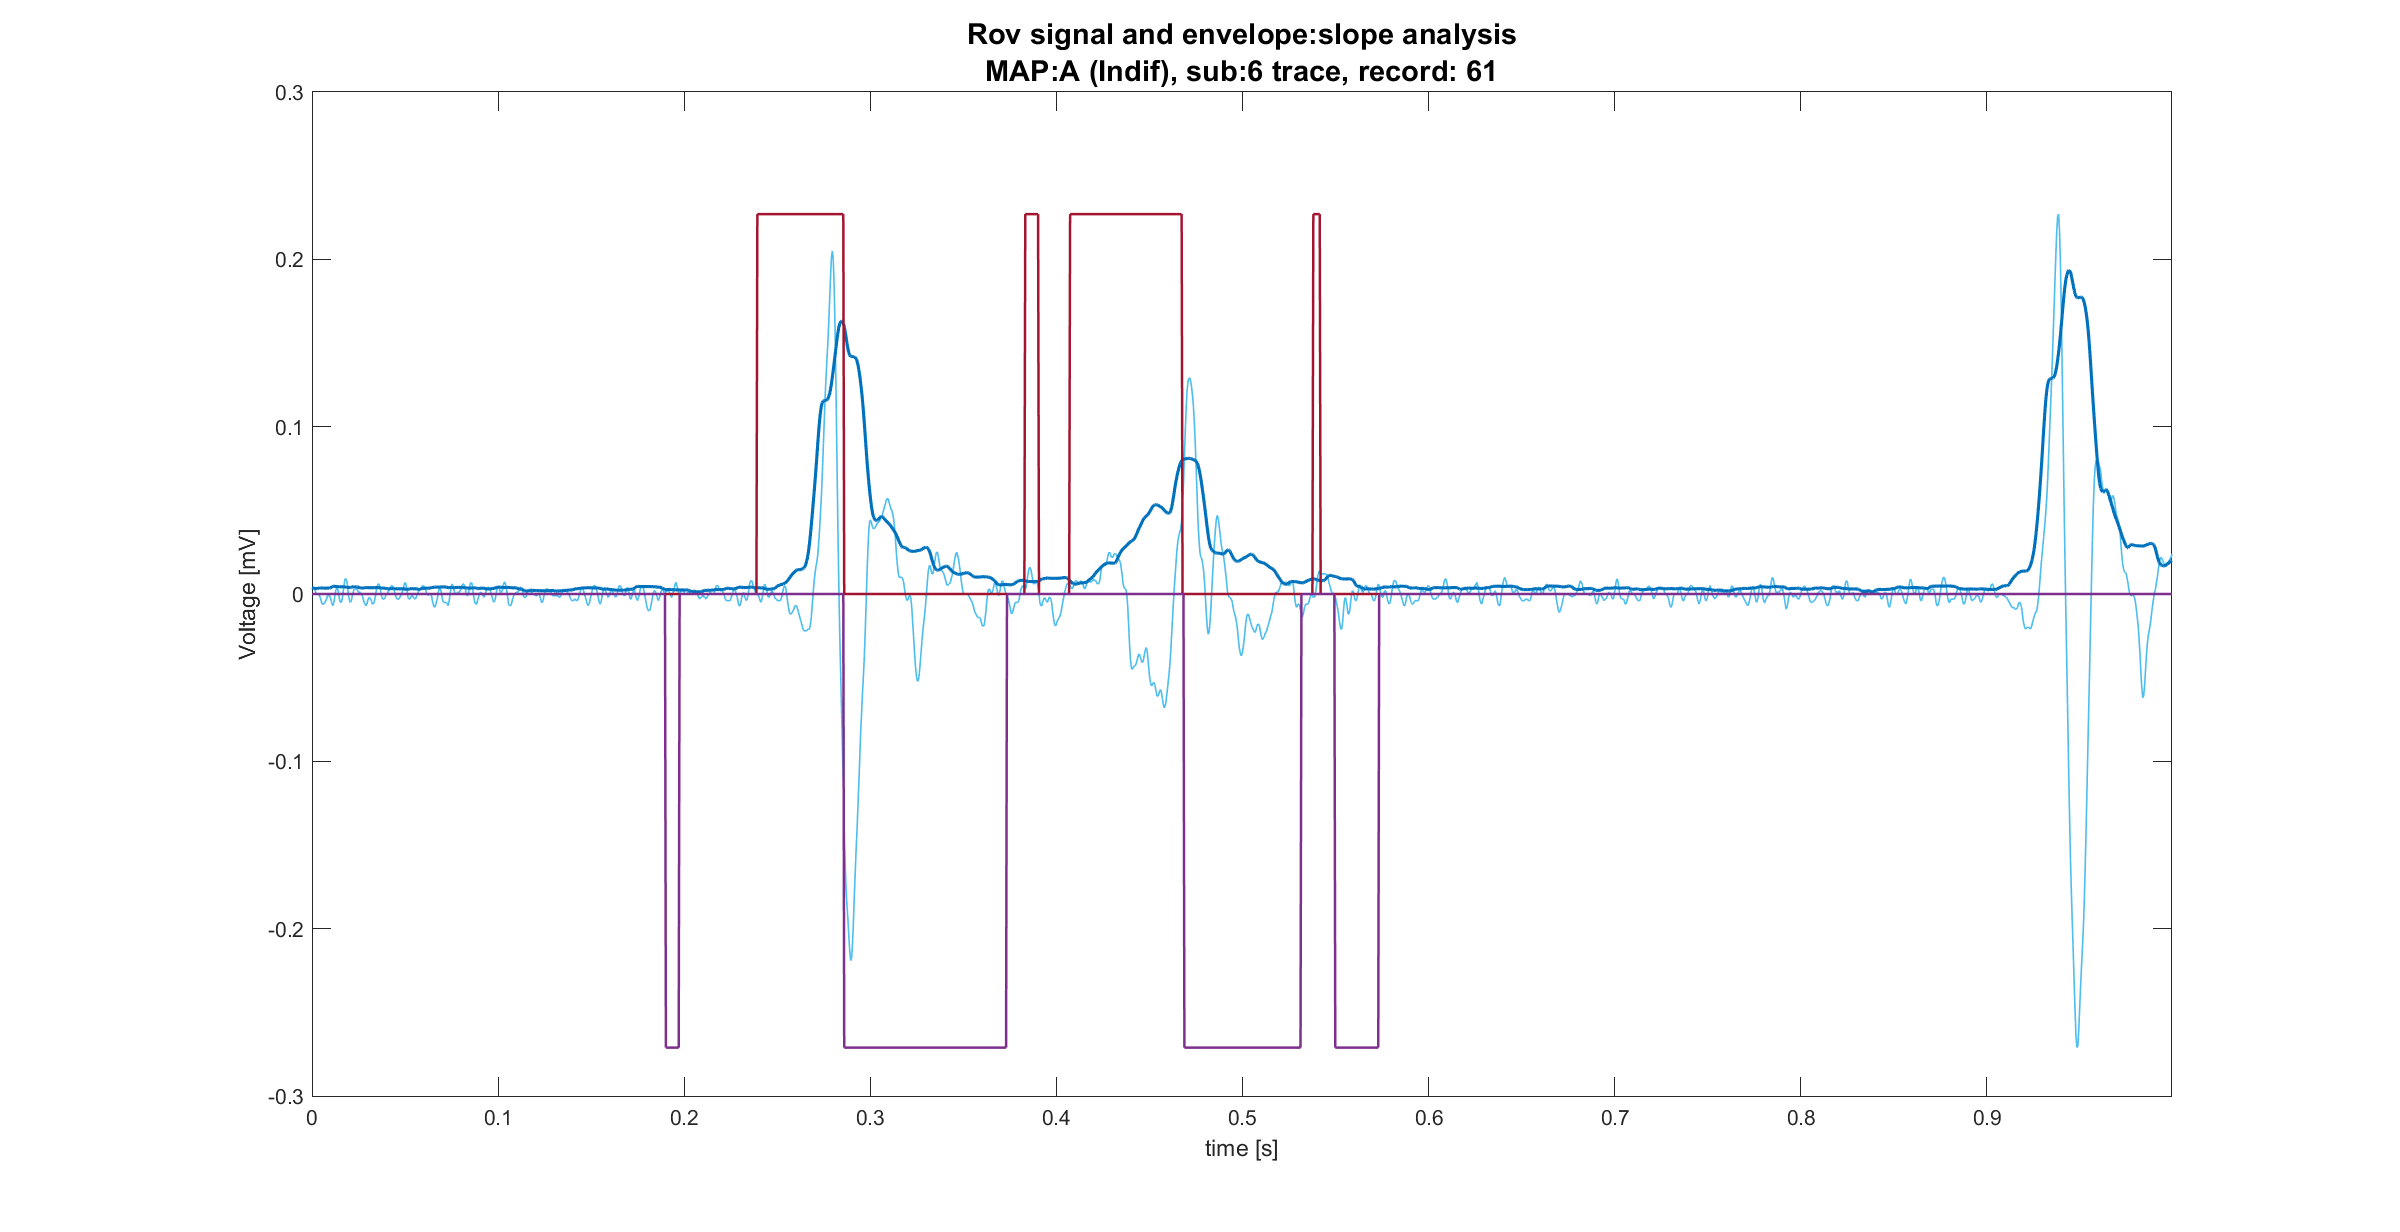 Rov signal and envelope:slope analysis
MAP:A (Indif), sub:6 trace, record: 61
0.3
0.2
0.1
0
-0.1
-0.2
-0.3
Voltage [mV]
0 0.1 0.2 0.3 0.4 0.5 0.6 0.7 0.8 0.9
time [s]